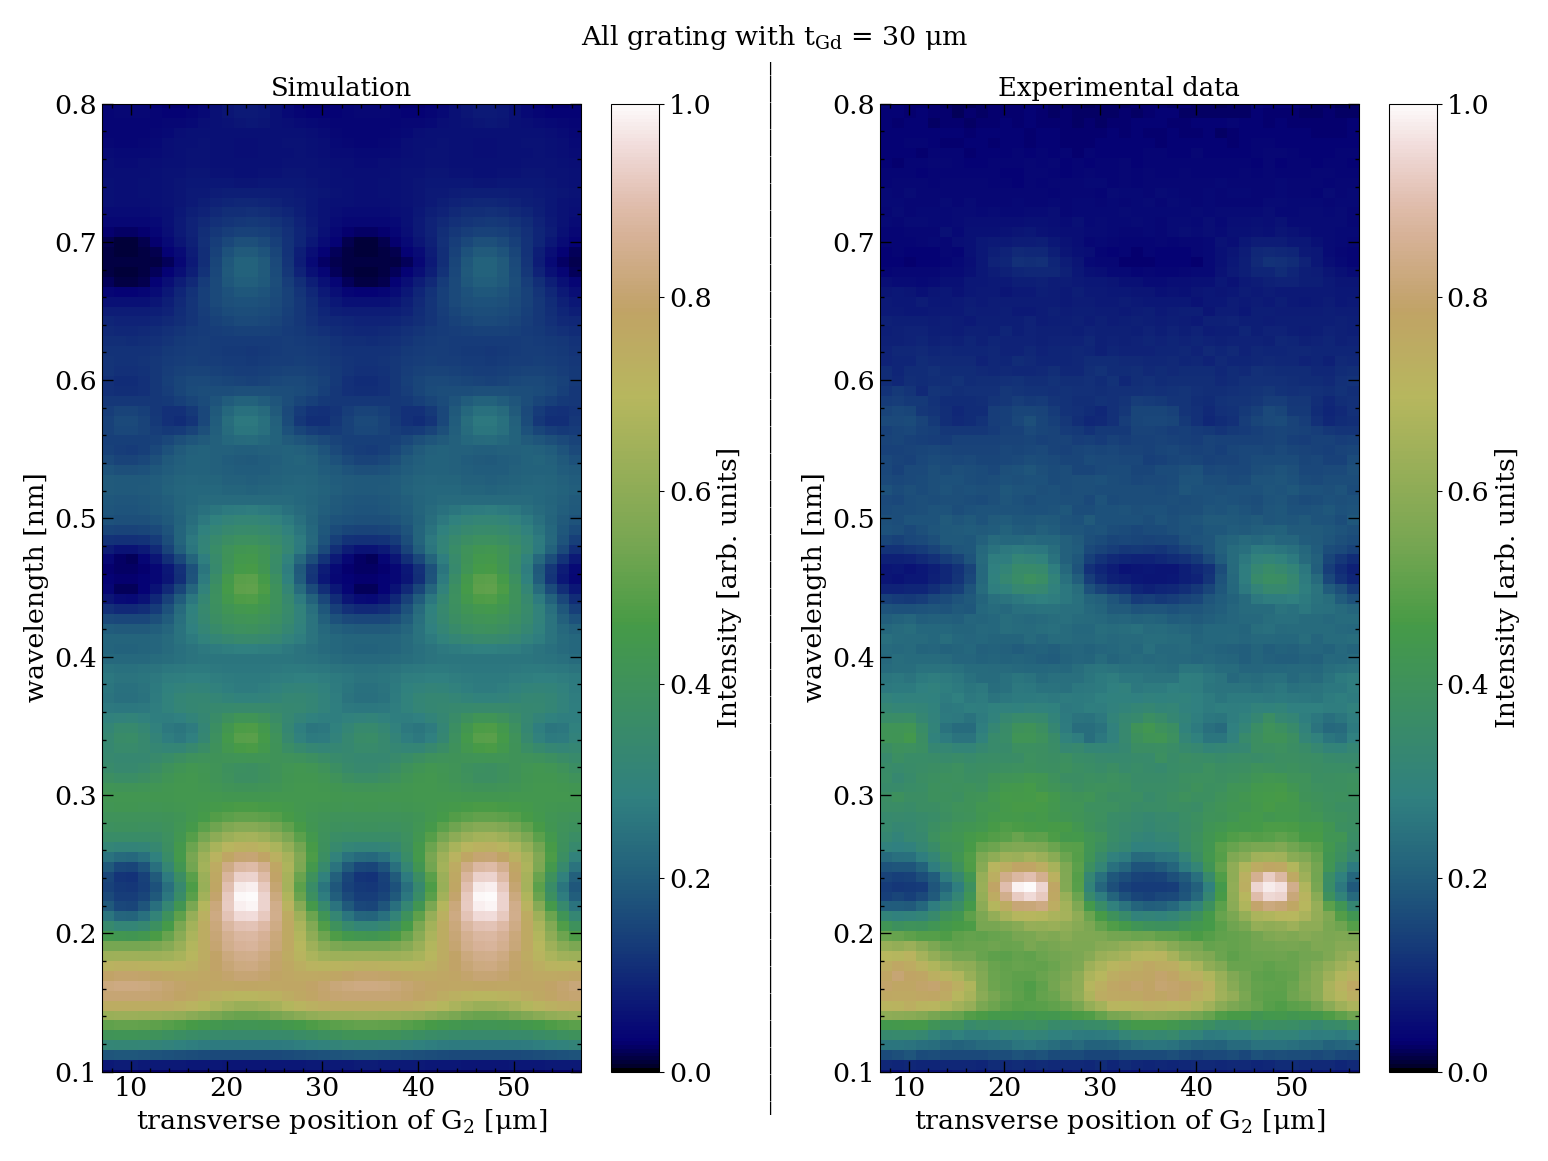 All grating with tGd = 30 μm
Simulation
Experimental data
0.8
0.7
0.6
0.5
0.4
0.3
0.2
0.1
wavelength [nm]
10 20 30 40 50
transverse position of G2 [μm]
1.0
0.8
0.6
0.4
0.2
0.0
Intensity [arb. units]
0.8
0.7
0.6
0.5
0.4
0.3
0.2
0.1
wavelength [nm]
10 20 30 40 50
transverse position of G2 [μm]
1.0
0.8
0.6
0.4
0.2
0.0
Intensity [arb. units]